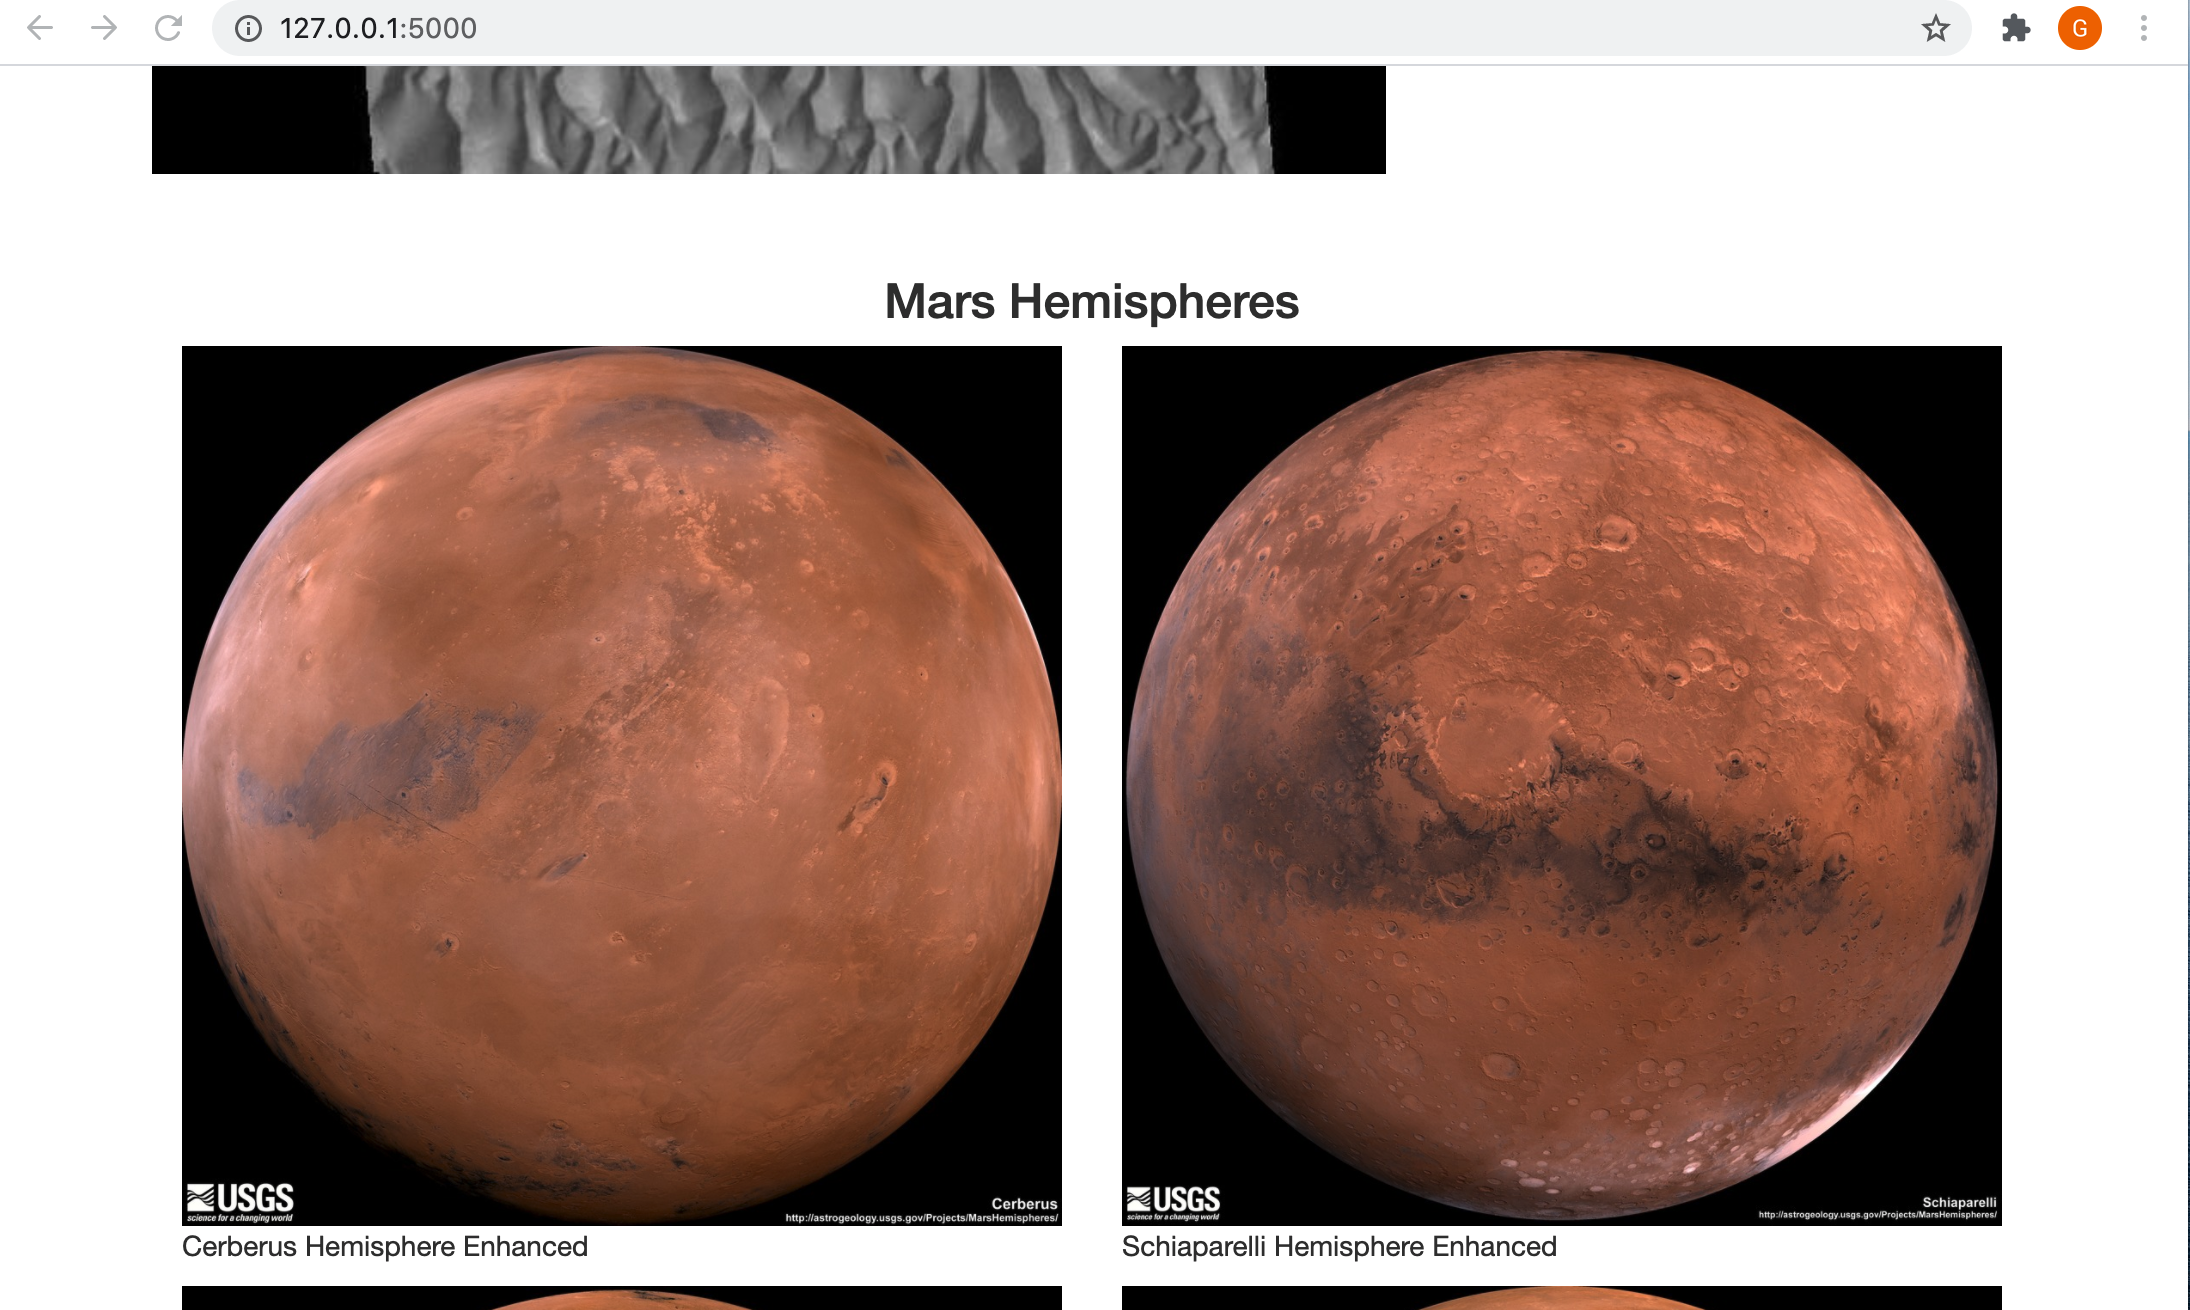 127.0.0.1:5000
G
Mars Hemispheres
USGS
science for a changing world
Cerberus
http://astrogeology.usgs.gov/Projects/MarsHemispheres/
USGS
science for a changing world
Schiaparelli
http://astrogeology.usgs.gov/Projects/MarsHemispheres/
Cerberus Hemisphere Enhanced
Schiaparelli Hemisphere Enhanced